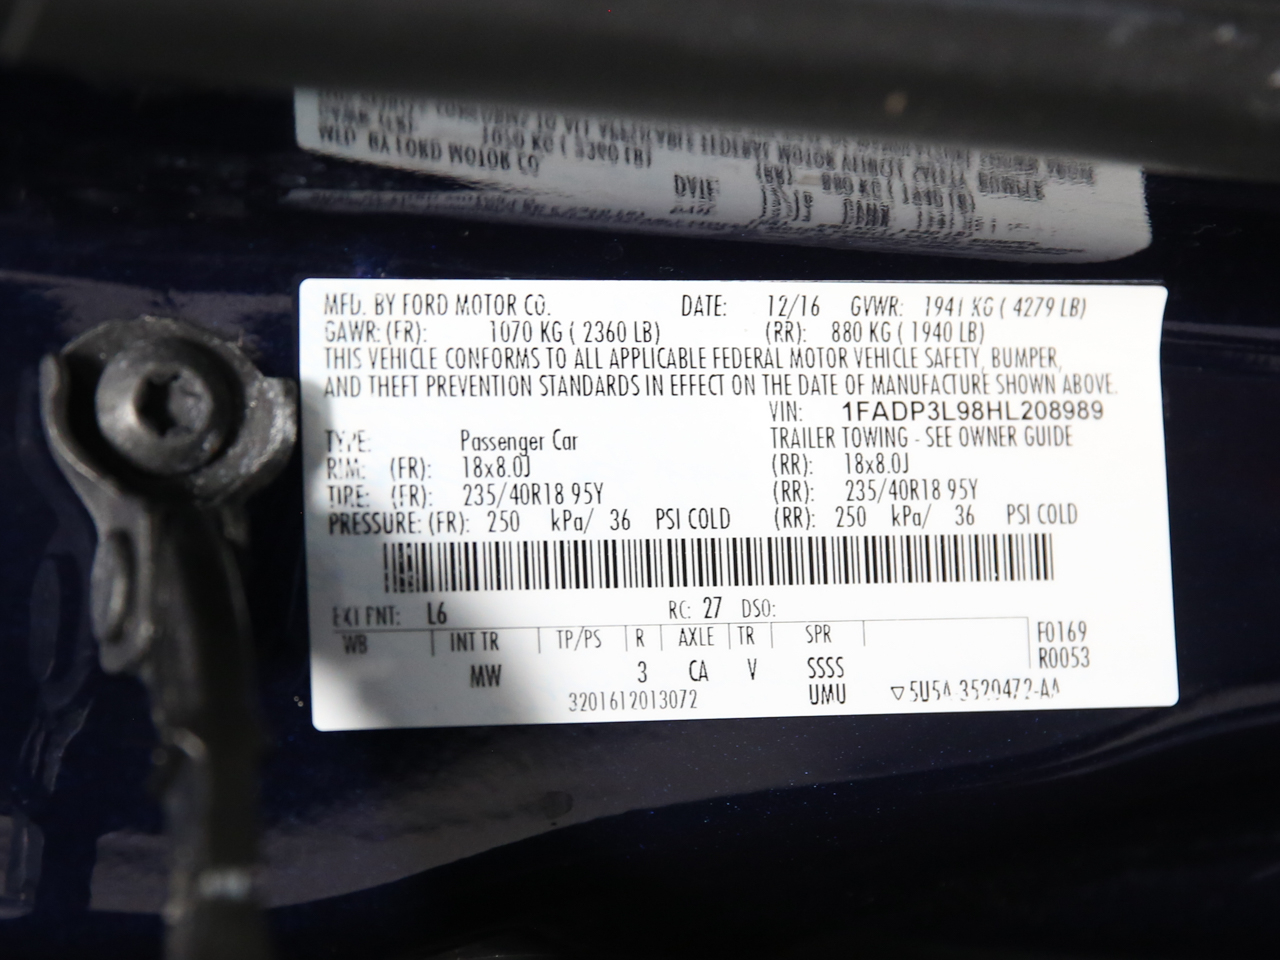 MFD. BY FORD MOTOR CO. DATE: 12/16 GVWR: 1941 KG ( 4279 LB)
GAWR: (FR): 1070 KG ( 2360 LB) (RR): 880 KG ( 1940 LB)
THIS VEHICLE CONFORMS TO ALL APPLICABLE FEDERAL MOTOR VEHICLE SAFETY, BUMPER,
AND THEFT PREVENTION STANDARDS IN EFFECT ON THE DATE OF MANUFACTURE SHOWN ABOVE.
VIN: 1FADP3L98HL208989
TYPE: Passenger Car TRAILER TOWING - SEE OWNER GUIDE
RIM: (FR): 18x8.0J (RR): 18x8.0J
TIRE: (FR): 235/40R18 95Y (RR): 235/40R18 95Y
PRESSURE: (FR): 250 kPa/ 36 PSI COLD (RR): 250 kPa/ 36 PSI COLD
EXT PNT: L6 RC: 27 DSO:
WB INT TR TP/PS R AXLE TR SPR F0169
MW 3 CA V SSSS R0053
3201612013072 UMU ▽5U5A-3520472-AA